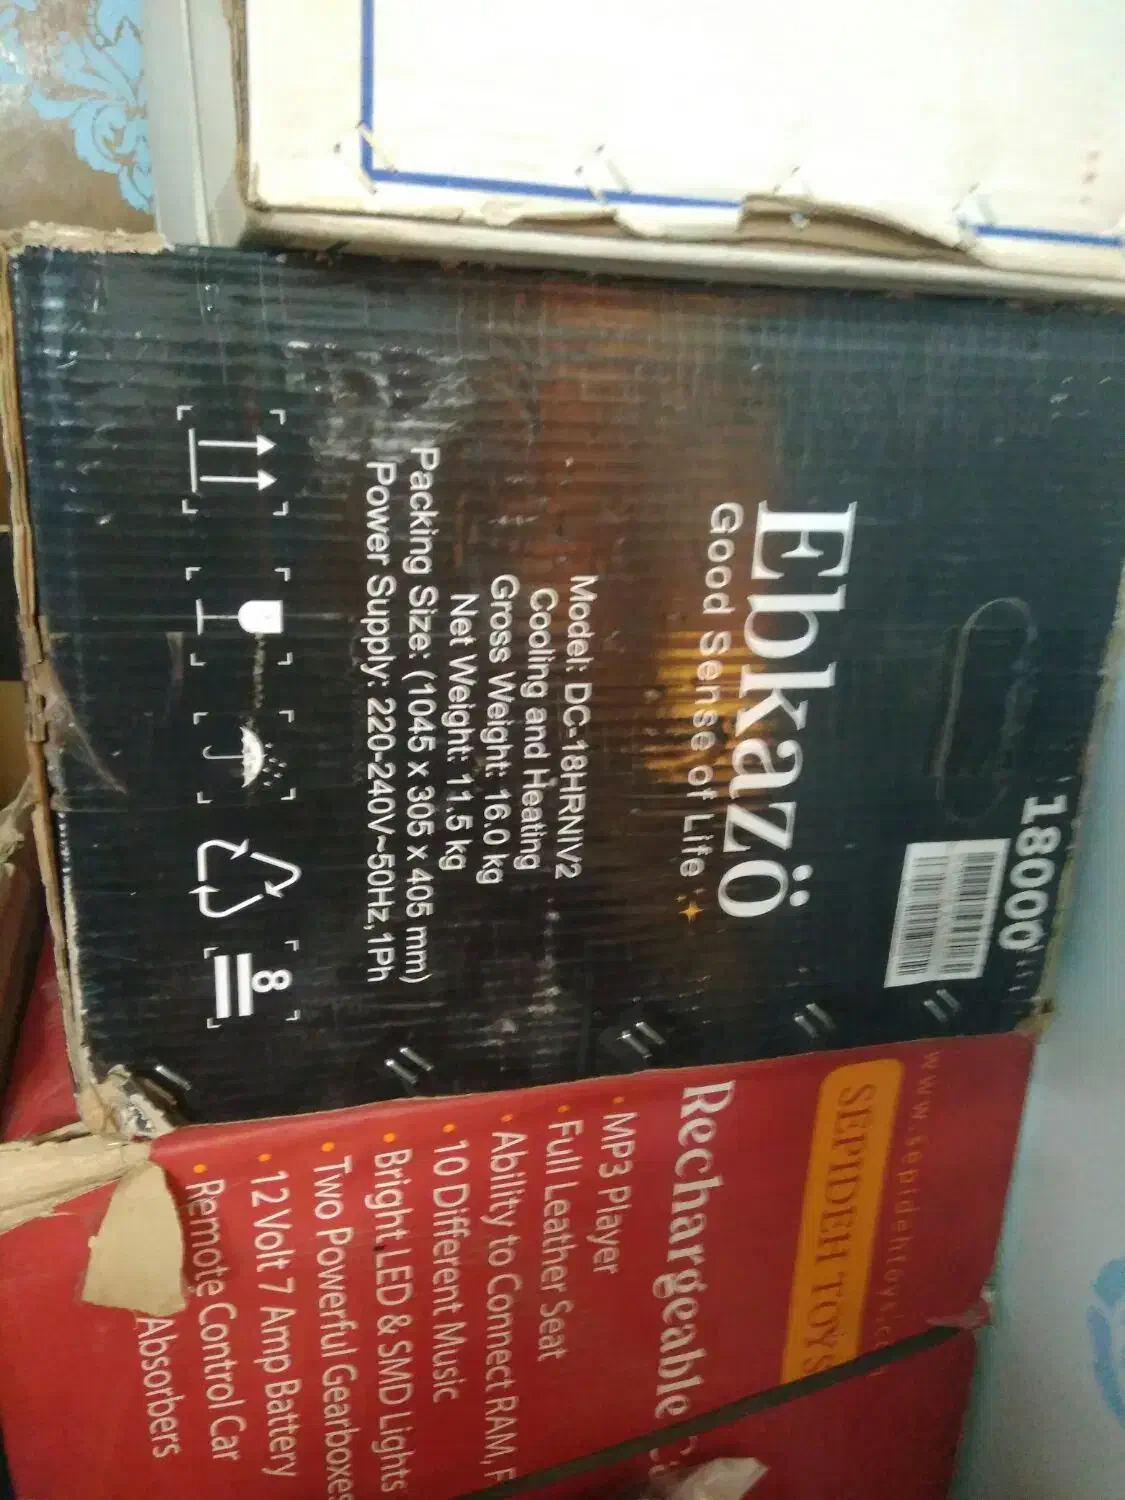 18000
Ebkazö
Good Sense of Life
Model: DC-18HRNIV2
Cooling and Heating
Gross Weight: 16.0 kg
Net Weight: 11.5 kg
Packing Size: (1045 x 305 x 405 mm)
Power Supply: 220-240V~50Hz,1Ph
8
www.sepidehtoys.c
SEPIDEH TOYS
Rechargeable
• MP3 Player
• Full Leather Seat
• Ability to Connect RAM, F
• 10 Different Music
• Bright LED & SMD Lights
• Two Powerful Gearboxes
• 12 Volt 7 Amp Battery
• Remote Control Car
Absorbers